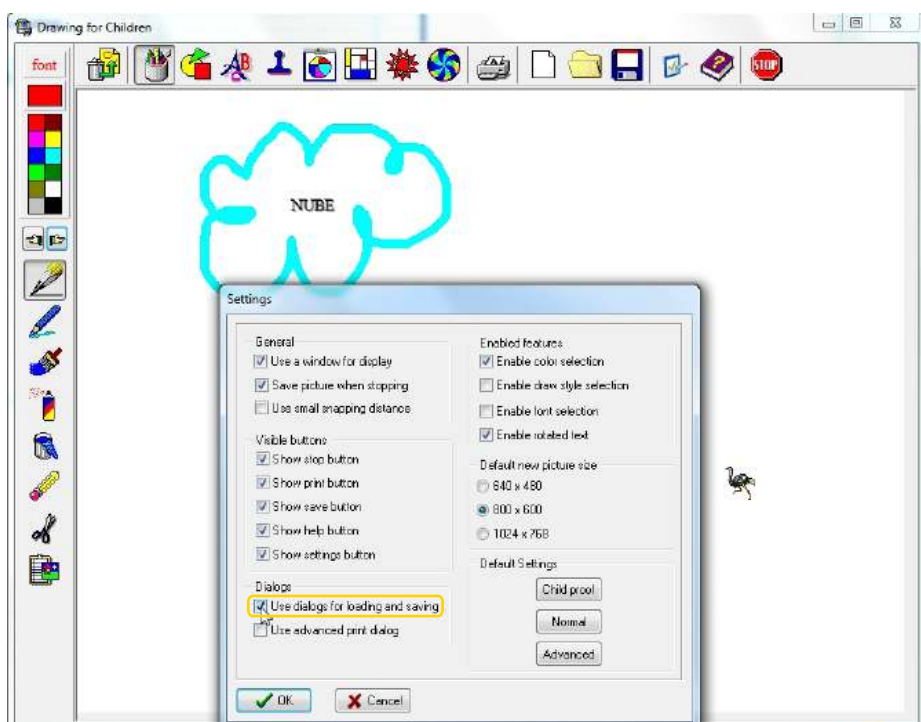 Drawing for Children
font
STOP
NUBE
Settings
General
Use a window for display
Save picture when stopping
Use small snapping distance
Visible buttons
Show stop button
Show print button
Show save button
Show help button
Show settings button
Dialogs
Use dialogs for loading and saving
Use advanced print dialog
Enabled features
Enable color selection
Enable draw style selection
Enable font selection
Enable rotated text
Default new picture size
640 x 480
800 x 600
1024 x 768
Default Settings
Child proof
Normal
Advanced
OK
Cancel